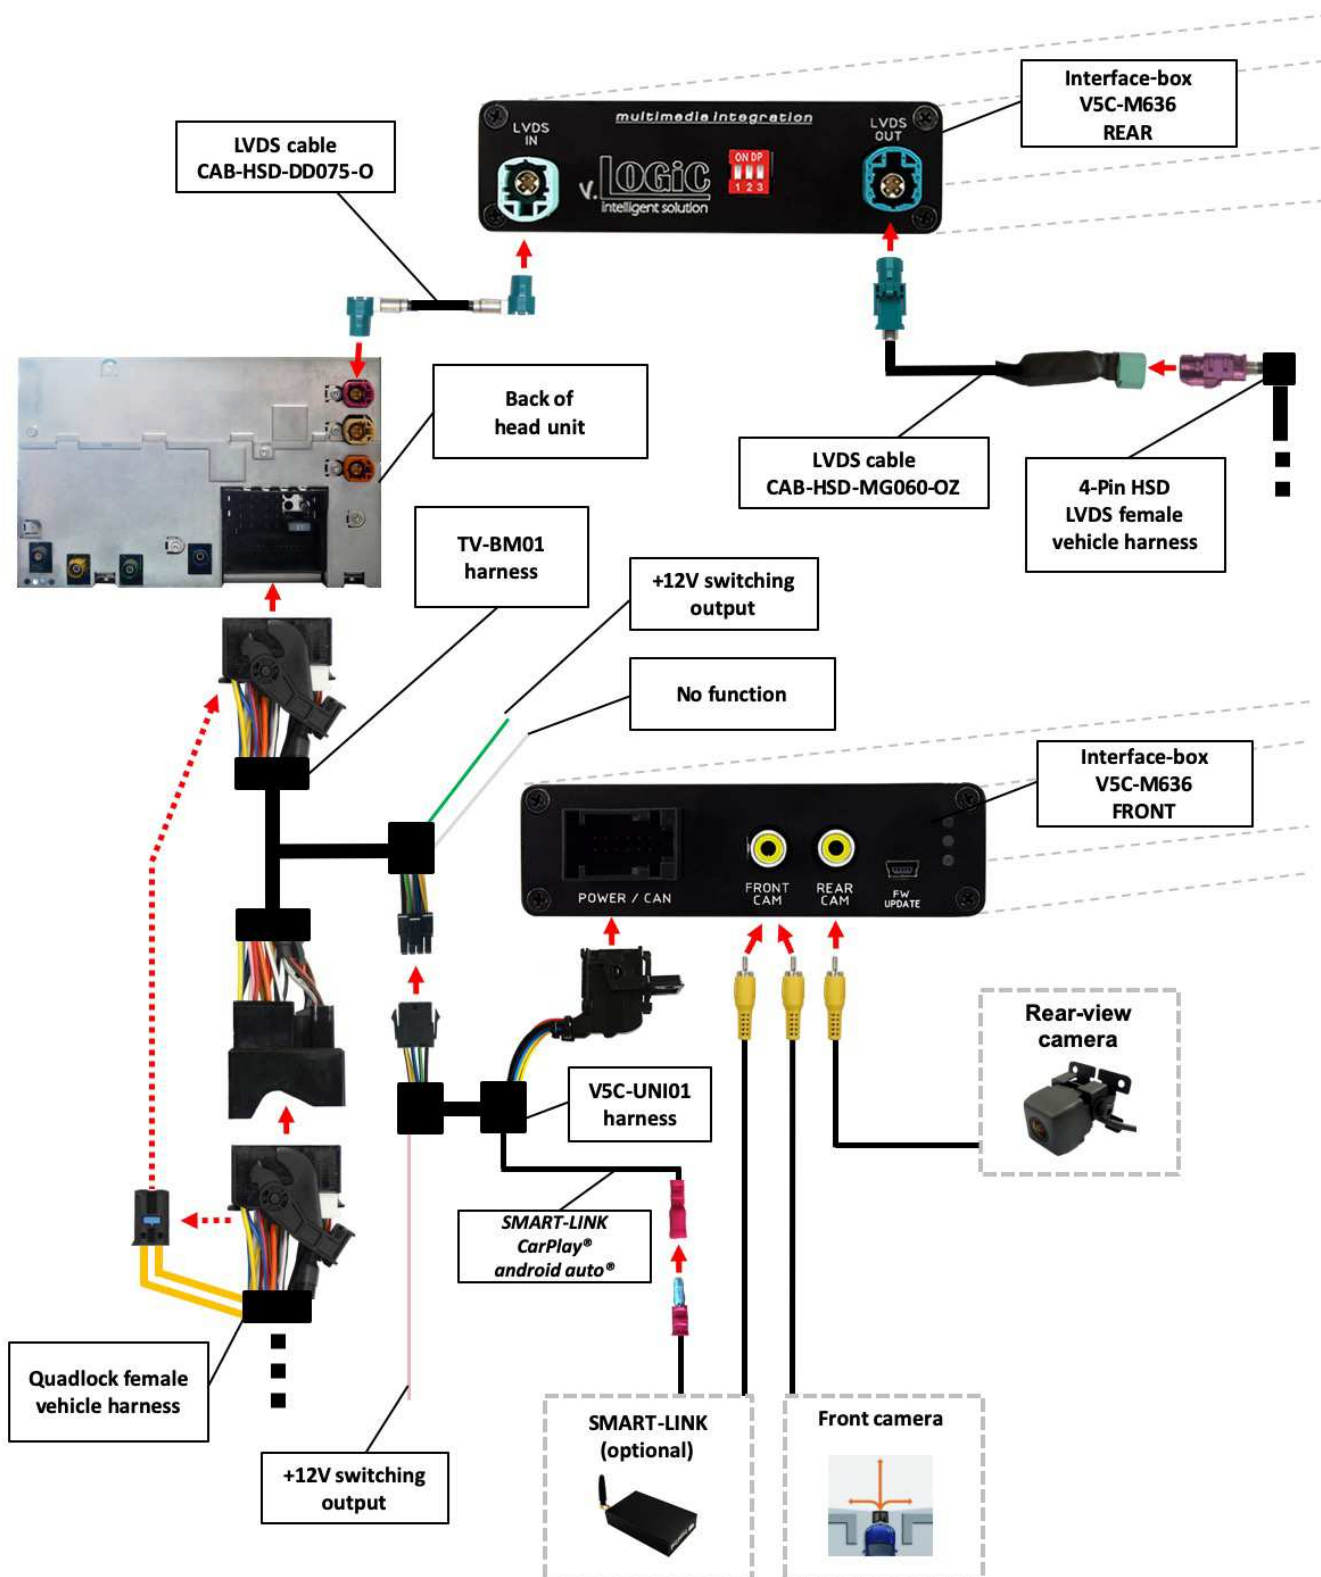 Interface-box
V5C-M636
REAR
multimedia integration
LVDS
IN
LVDS
OUT
ON DP
1 2 3
v.LOGiC
intelligent solution
LVDS cable
CAB-HSD-DD075-O
Back of
head unit
LVDS cable
CAB-HSD-MG060-OZ
4-Pin HSD
LVDS female
vehicle harness
TV-BM01
harness
+12V switching
output
No function
Interface-box
V5C-M636
FRONT
POWER / CAN
FRONT
CAM
REAR
CAM
FW
UPDATE
Rear-view
camera
V5C-UNI01
harness
SMART-LINK
CarPlay®
android auto®
Quadlock female
vehicle harness
+12V switching
output
SMART-LINK
(optional)
Front camera